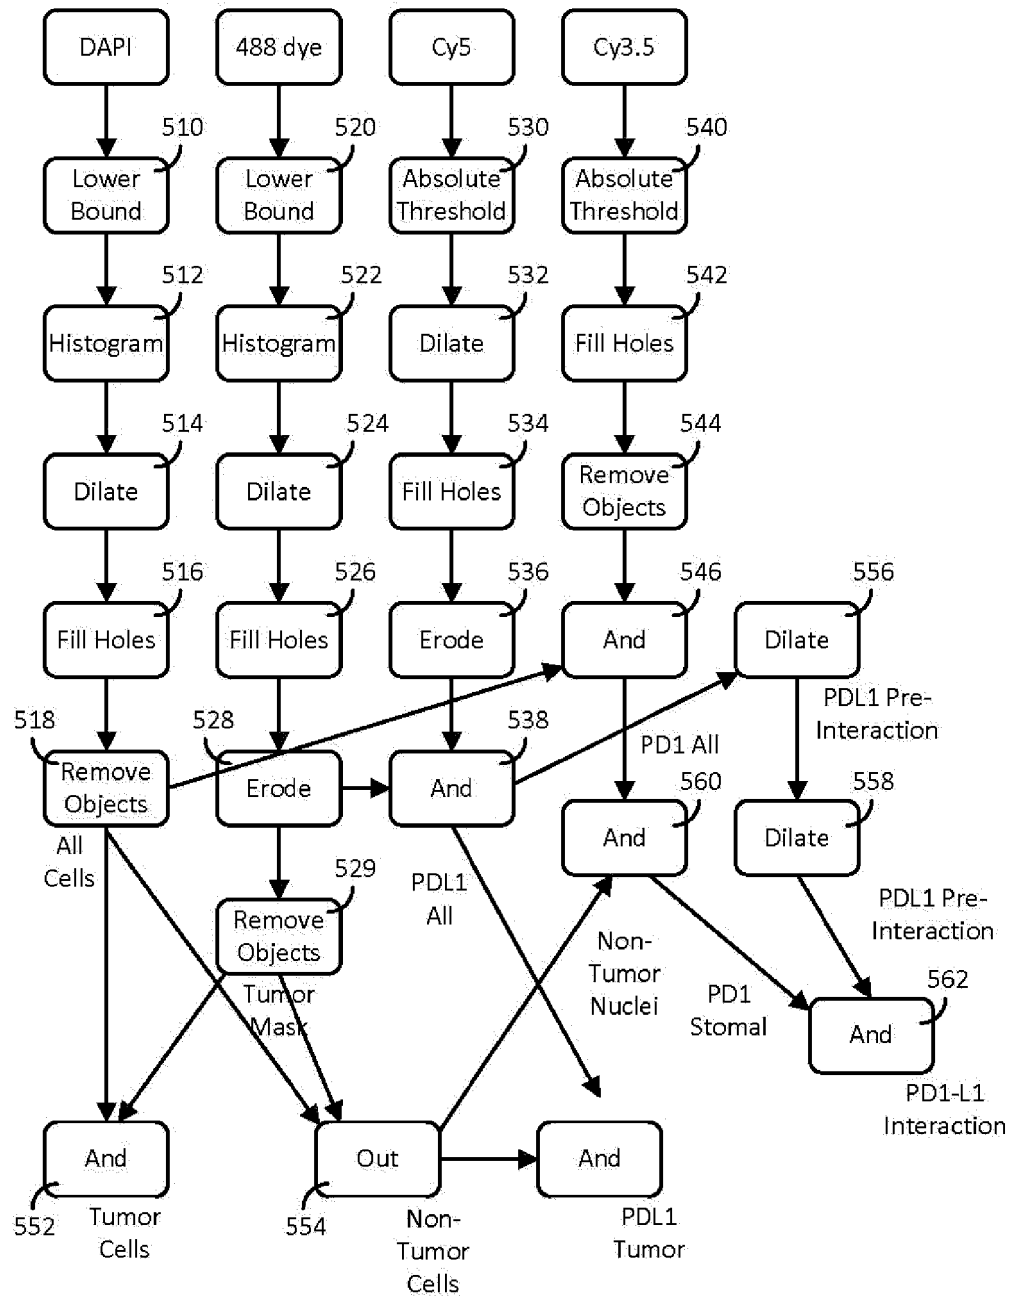 DAPI
488 dye
Cy5
Cy3.5
510
520
530
540
Lower
Bound
Lower
Bound
Absolute
Threshold
Absolute
Threshold
512
522
532
542
Histogram
Histogram
Dilate
Fill Holes
514
524
534
544
Dilate
Dilate
Fill Holes
Remove
Objects
516
526
536
546
556
Fill Holes
Fill Holes
Erode
And
Dilate
518
528
538
PD1 All
PDL1 Pre-
Interaction
Remove
Objects
Erode
And
560
558
And
Dilate
All
Cells
529
PDL1
All
Remove
Objects
Non-
Tumor
Nuclei
PDL1 Pre-
Interaction
Tumor
Mask
PD1
Stomal
562
And
PD1-L1
Interaction
And
Out
And
552
Tumor
Cells
554
Non-
Tumor
Cells
PDL1
Tumor